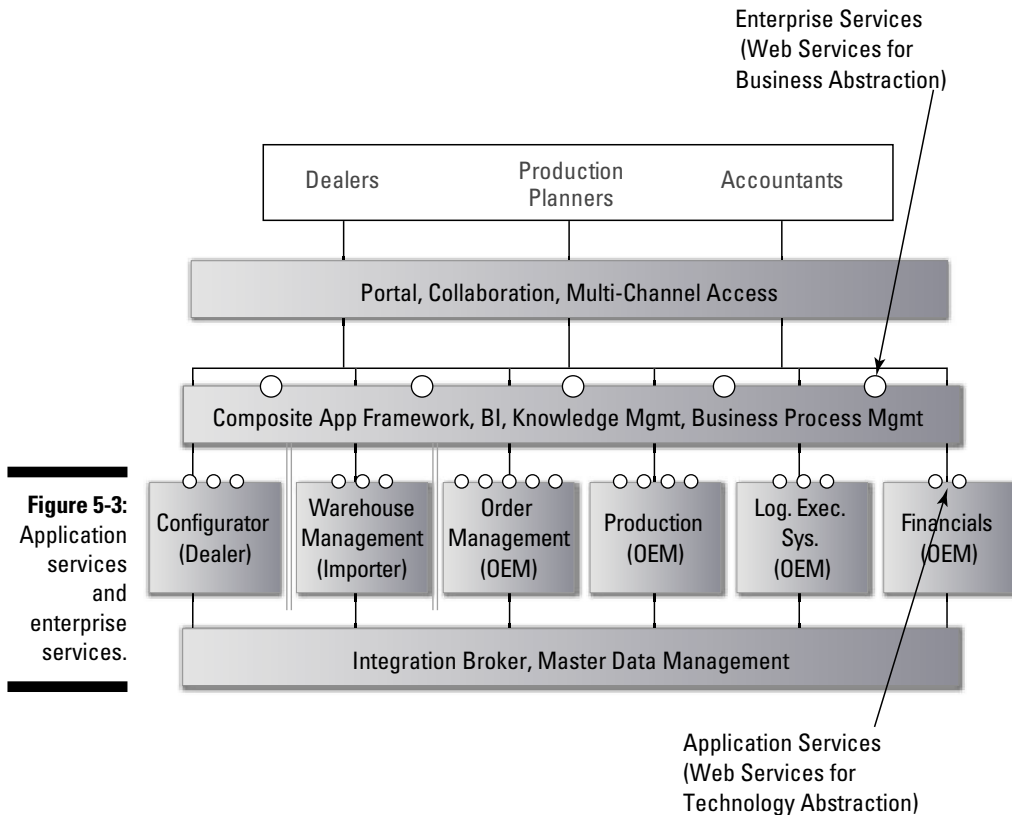 Enterprise Services
(Web Services for
Business Abstraction)
Dealers
Production
Planners
Accountants
Portal, Collaboration, Multi-Channel Access
Composite App Framework, BI, Knowledge Mgmt, Business Process Mgmt
Figure 5-3:
Application
services
and
enterprise
services.
Configurator
(Dealer)
Warehouse
Management
(Importer)
Order
Management
(OEM)
Production
(OEM)
Log. Exec.
Sys.
(OEM)
Financials
(OEM)
Integration Broker, Master Data Management
Application Services
(Web Services for
Technology Abstraction)